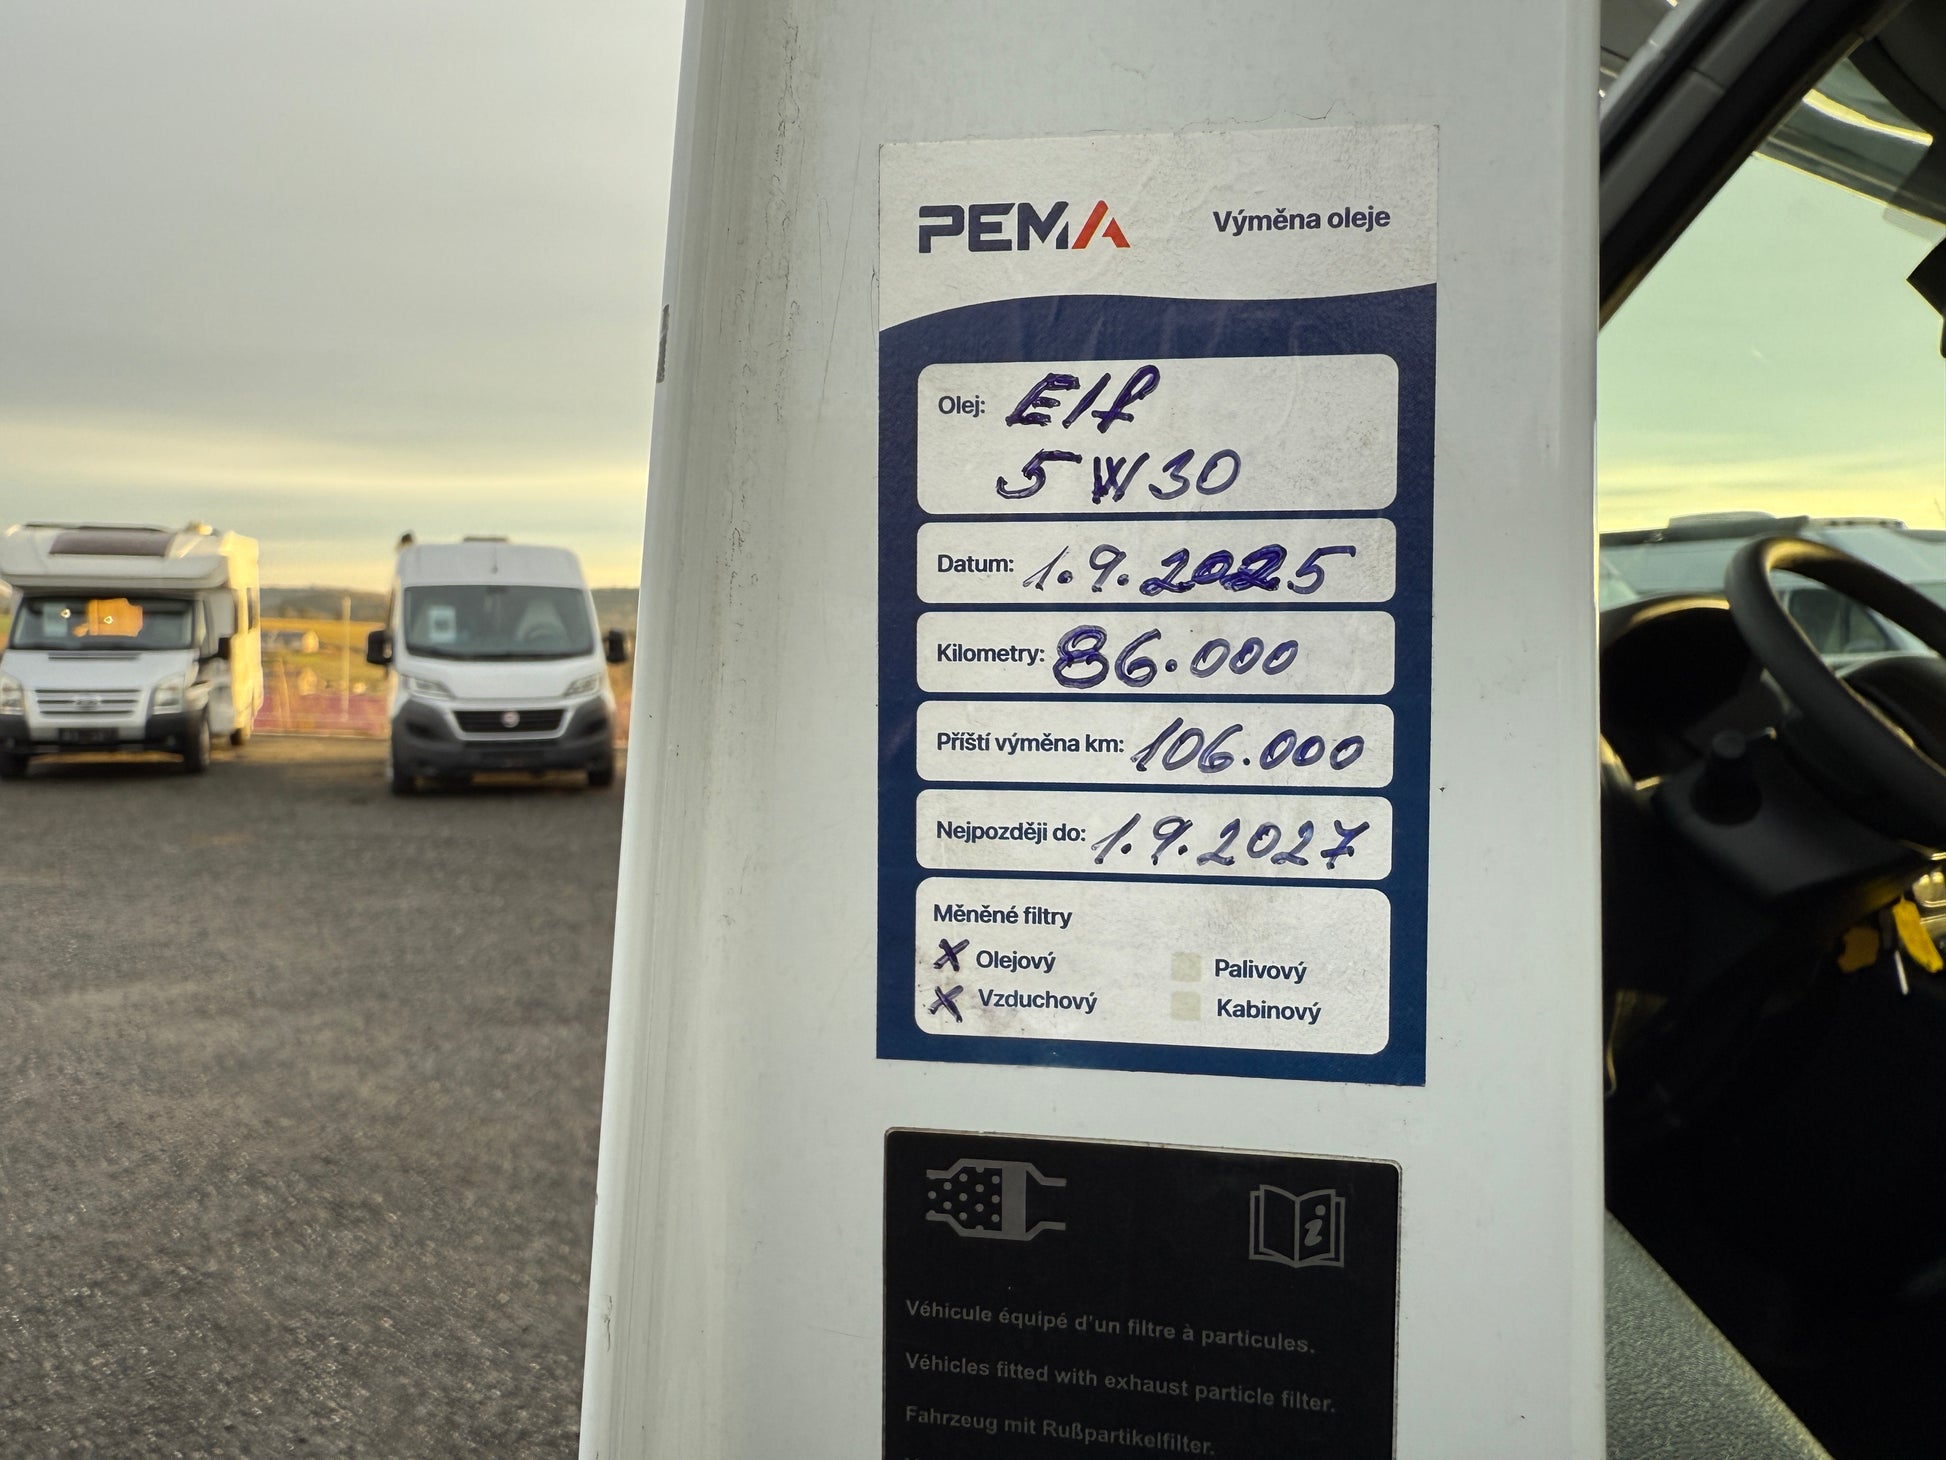 PEMA
Výměna oleje
Olej: Elf
5W30
Datum: 1.9.2025
Kilometry: 86.000
Příští výměna km: 106.000
Nejpozději do: 1.9.2027
Měněné filtry
X Olejový
Palivový
X Vzduchový
Kabinový
Véhicule équipé d'un filtre à particules.
Véhicles fitted with exhaust particle filter.
Fahrzeug mit Rußpartikelfilter.